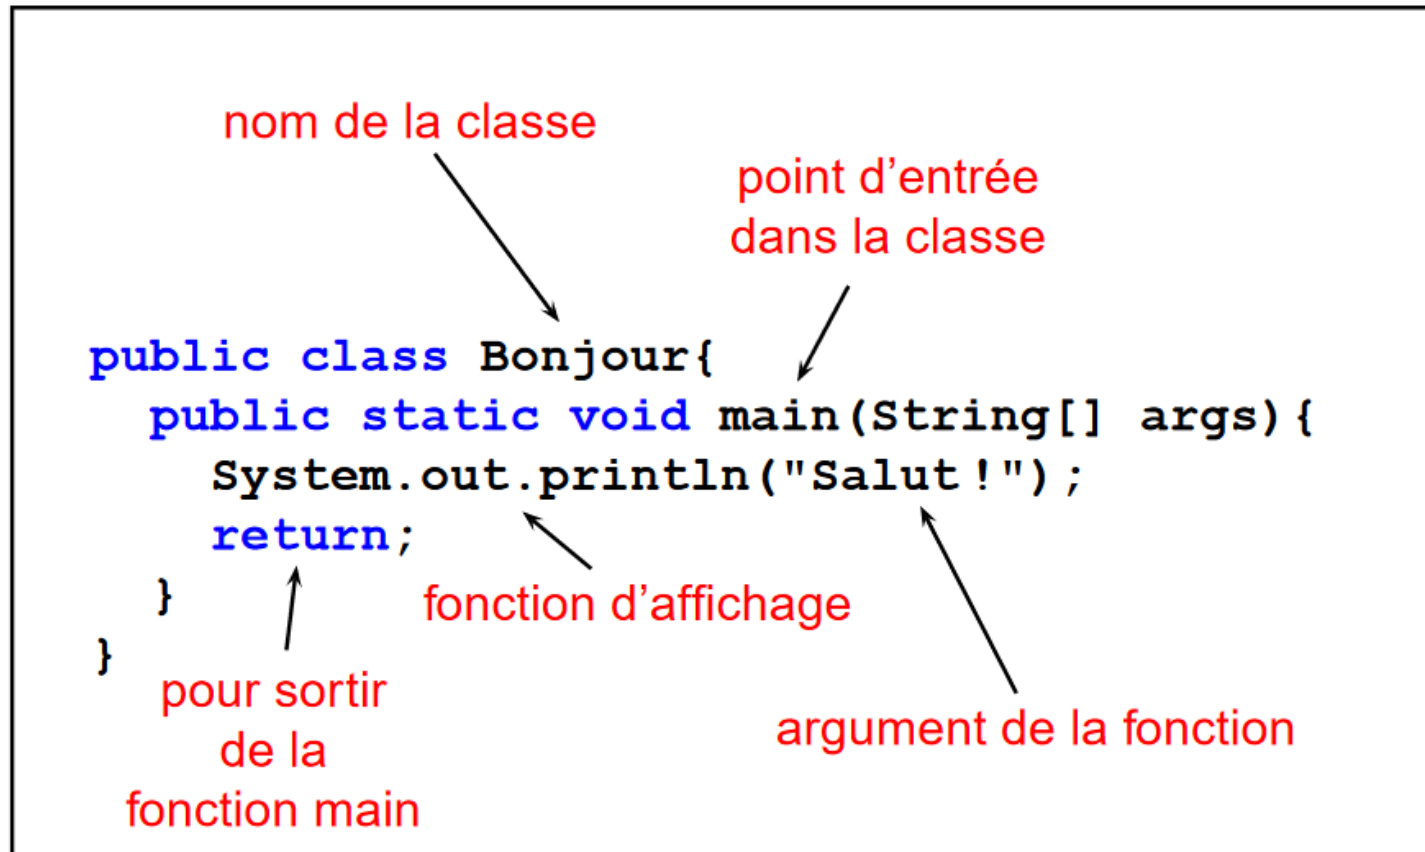 nom de la classe
point d’entrée
dans la classe
public class Bonjour{
public static void main(String[] args){
System.out.println("Salut!");
return;
}
fonction d’affichage
}
pour sortir
de la
fonction main
argument de la fonction